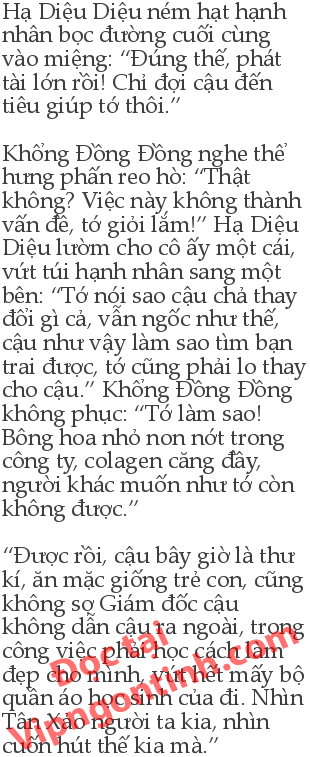 Hạ Diệu Diệu ném hạt hạnh
nhân bọc đường cuối cùng
vào miệng: “Đúng thế, phát
tài lớn rồi! Chỉ đợi cậu đến
tiêu giúp tớ thôi.”
Khổng Đồng Đồng nghe thể
hưng phấn reo hò: “Thật
không? Việc này không thành
vấn đề, tớ giỏi lắm!” Hạ Diệu
Diệu lườm cho cô ấy một cái,
vứt túi hạnh nhân sang một
bên: “Tớ nói sao cậu chả thay
đổi gì cả, vẫn ngốc như thế,
cậu như vậy làm sao tìm bạn
trai được, tớ cũng phải lo thay
cho cậu.” Khổng Đồng Đồng
không phục: “Tớ làm sao!
Bông hoa nhỏ non nớt trong
công ty, colagen căng đầy,
người khác muốn như tớ còn
không được.”
“Được rồi, cậu bây giờ là thư
kí, ăn mặc giống trẻ con, cũng
không sợ Giám đốc cậu
không dẫn cậu ra ngoài, trong
công việc phải học cách làm
đẹp cho mình, vứt hết mấy bộ
quần áo học sinh của đi. Nhìn
Tân Xảo người ta kia, nhìn
cuốn hút thế kia mà.”
Đọc tại
Vipngontinh.com